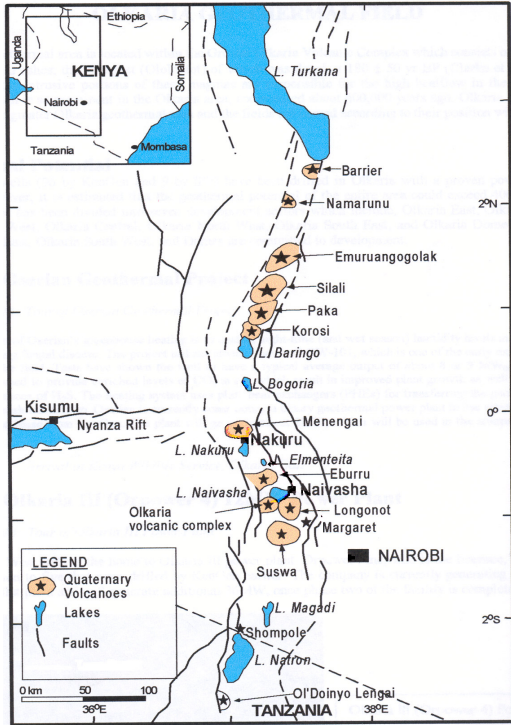 Ethiopia
Uganda
KENYA
Somalia
Nairobi
Mombasa
Tanzania
L. Turkana
Barrier
Namarunu
2°N
Emuruangogolak
Silali
Paka
Korosi
L. Baringo
L. Bogoria
Kisumu
0°
Nyanza Rift
Menengai
Nakuru
L. Nakuru
Elmenteita
Eburru
L. Naivasha
Naivasha
Olkaria
volcanic complex
Longonot
Margaret
NAIROBI
Suswa
LEGEND
Quaternary
Volcanoes
Lakes
Faults
L. Magadi
2°S
Shompole
L. Natron
0 km 50 100
Ol'Doinyo Lengai
36°E
TANZANIA
38°E